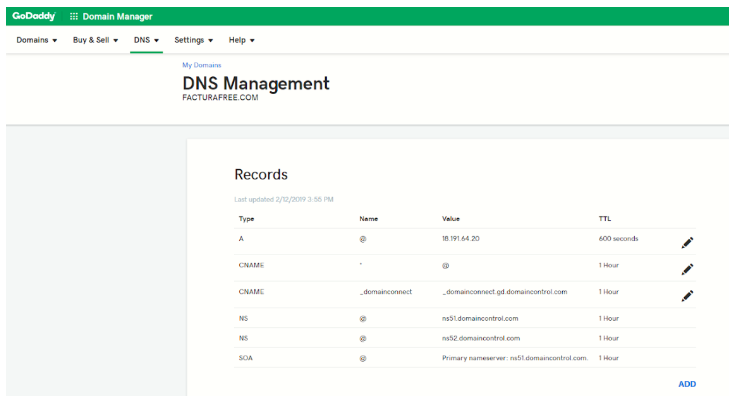 GoDaddy Domain Manager
Domains Buy & Sell DNS Settings Help
My Domains
DNS Management
FACTURAFREE.COM
Records
Last updated 2/12/2019 3:55 PM
Type Name Value TTL
A @ 18.191.64.20 600 seconds
CNAME * @ 1 Hour
CNAME _domainconnect _domainconnect.gd.domaincontrol.com 1 Hour
NS @ ns51.domaincontrol.com 1 Hour
NS @ ns52.domaincontrol.com 1 Hour
SOA @ Primary nameserver: ns51.domaincontrol.com. 1 Hour
ADD